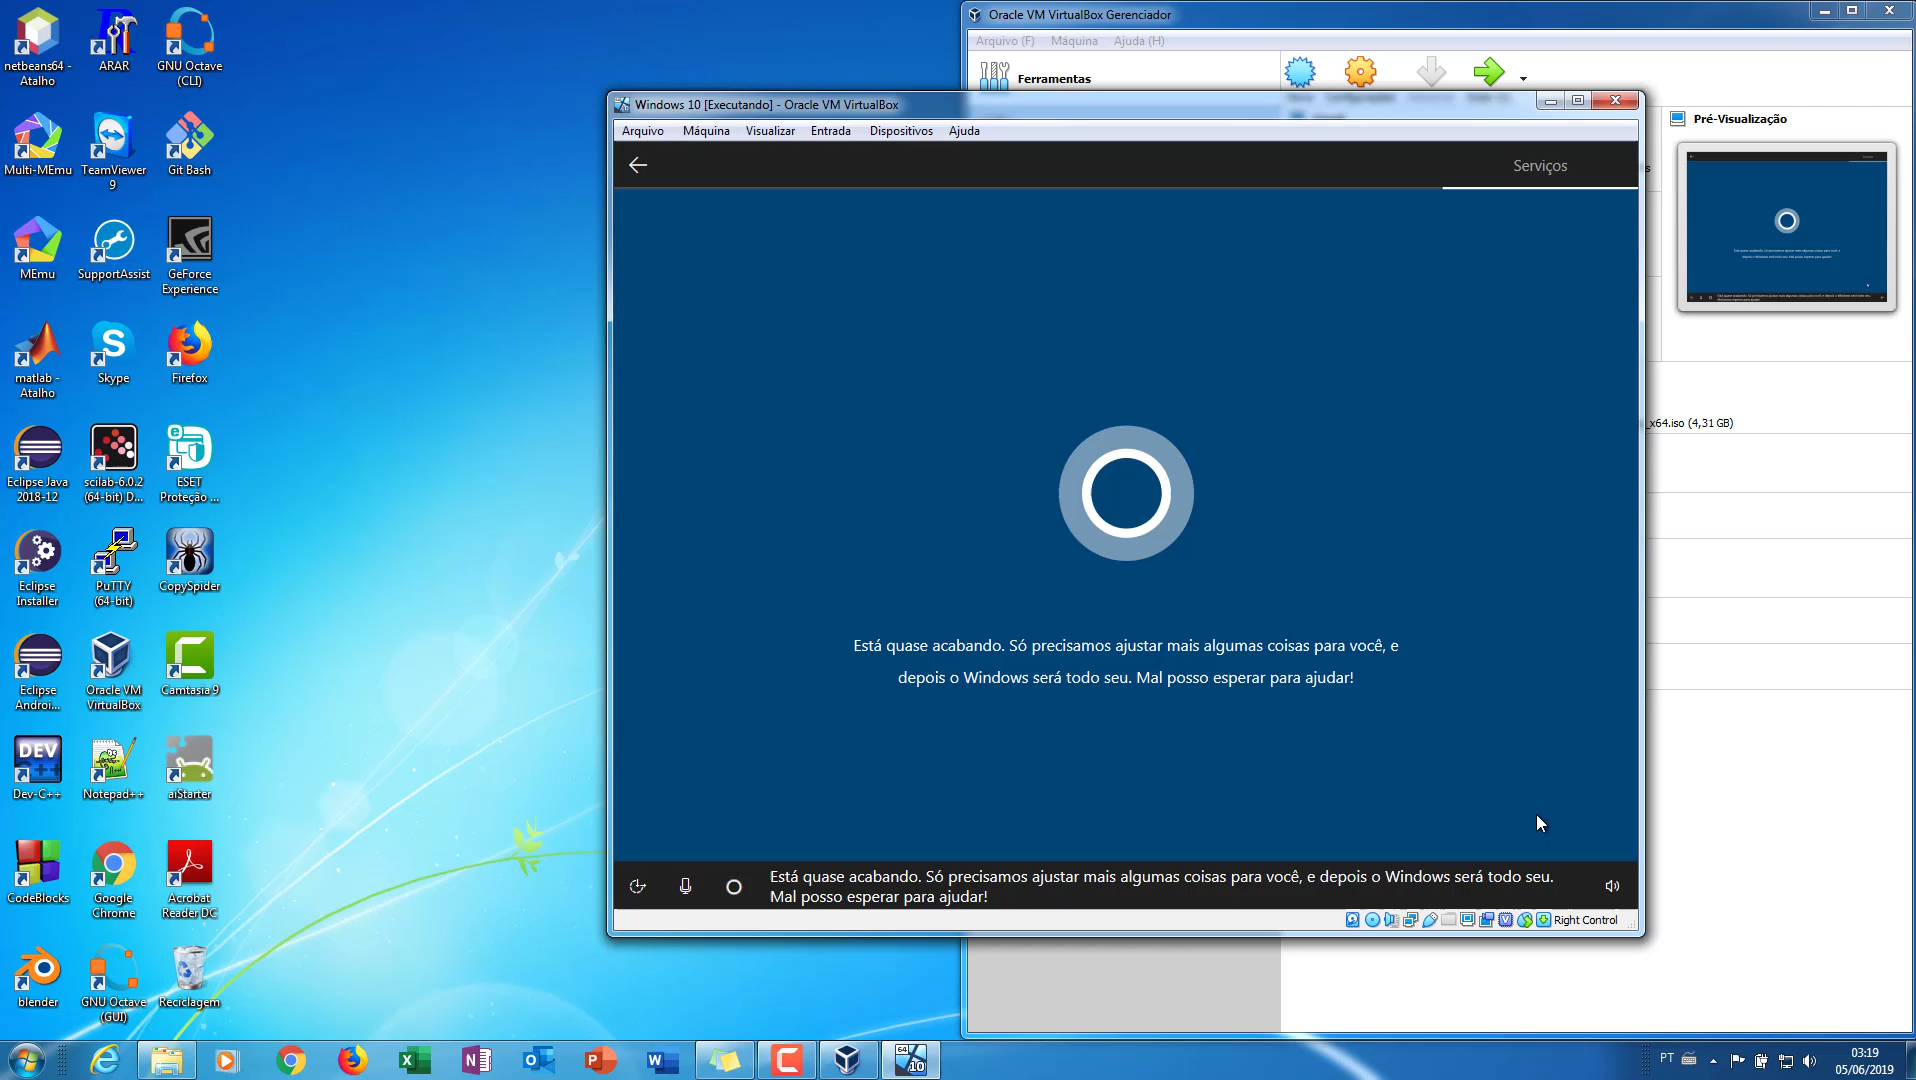 netbeans64 -
Atalho
ARAR
GNU Octave
(CLI)
Multi-MEmu
TeamViewer
9
Git Bash
MEmu
SupportAssist
GeForce
Experience
matlab -
Atalho
Skype
Firefox
Eclipse Java
2018-12
scilab-6.0.2
(64-bit) D...
ESET
Proteção ...
Eclipse
Installer
PuTTY
(64-bit)
CopySpider
Eclipse
Androi...
Oracle VM
VirtualBox
Camtasia 9
DEV
C++
Dev-C++
Notepad++
aiStarter
CodeBlocks
Google
Chrome
Acrobat
Reader DC
blender
GNU Octave
(GUI)
Reciclagem
Oracle VM VirtualBox Gerenciador
Arquivo (F) Máquina Ajuda (H)
Ferramentas
Pré-Visualização
_x64.iso (4,31 GB)
Windows 10 [Executando] - Oracle VM VirtualBox
Arquivo Máquina Visualizar Entrada Dispositivos Ajuda
Serviços
Está quase acabando. Só precisamos ajustar mais algumas coisas para você, e
depois o Windows será todo seu. Mal posso esperar para ajudar!
Está quase acabando. Só precisamos ajustar mais algumas coisas para você, e depois o Windows será todo seu.
Mal posso esperar para ajudar!
Right Control
64
10
PT
03:19
05/06/2019